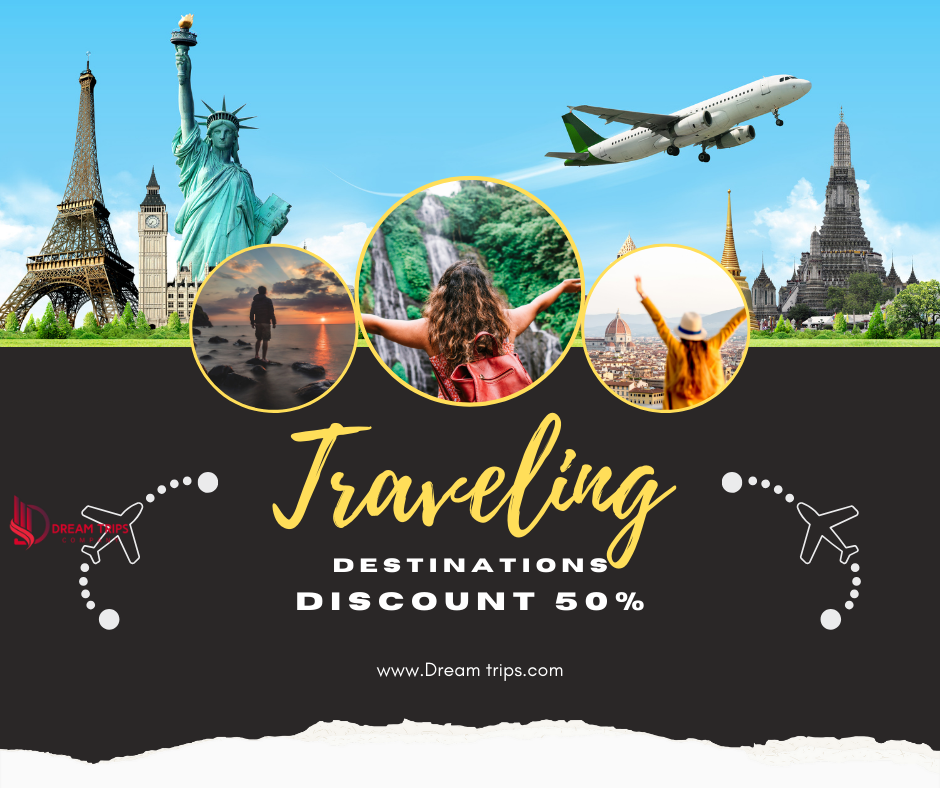 Traveling
DREAM TRIPS
DESTINATIONS
DISCOUNT 50%
www.Dream trips.com